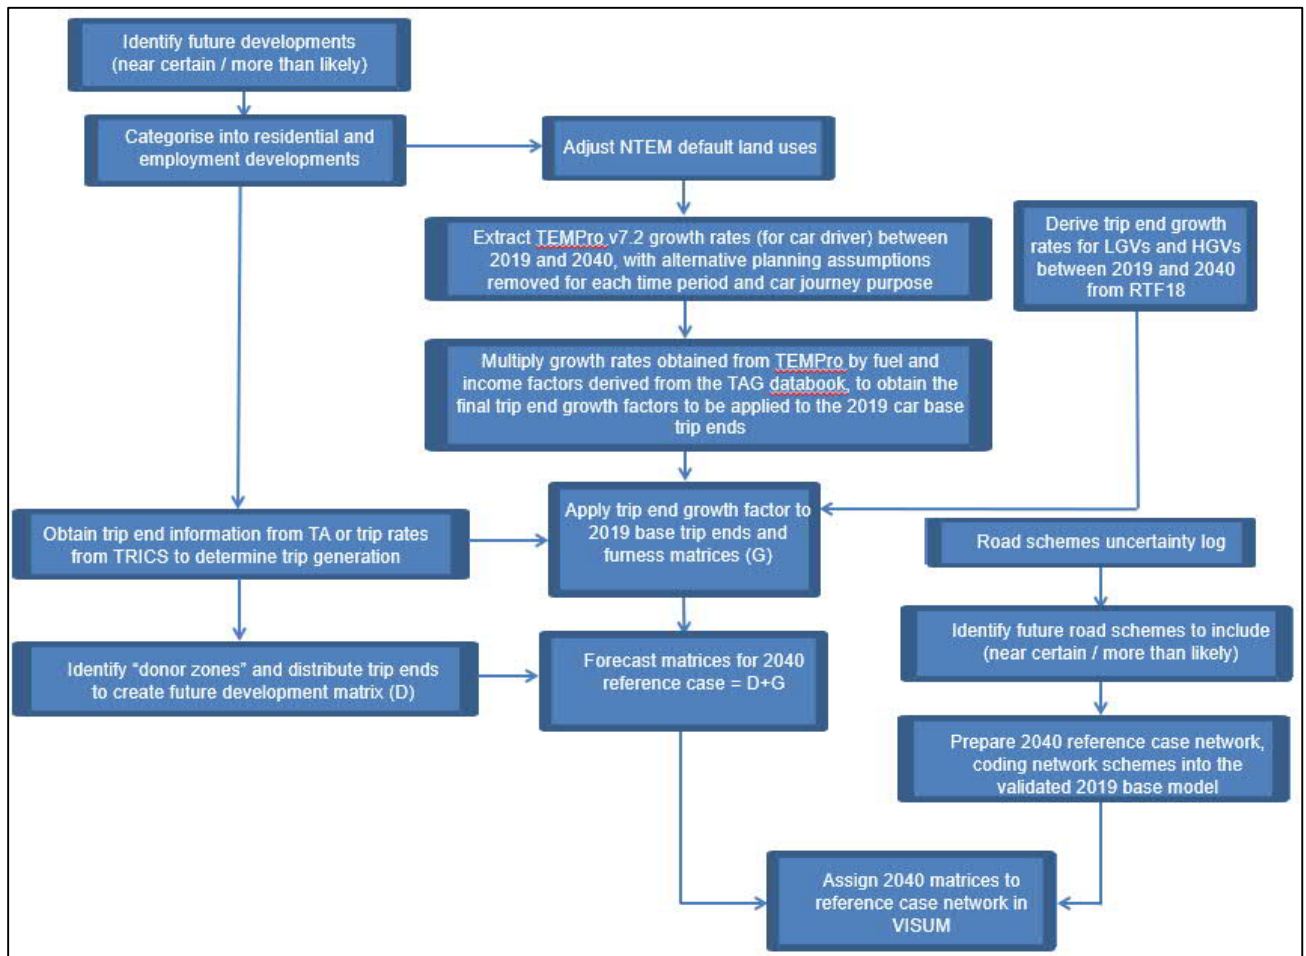 Identify future developments
(near certain / more than likely)
Categorise into residential and
employment developments
Adjust NTEM default land uses
Extract TEMPro v7.2 growth rates (for car driver) between
2019 and 2040, with alternative planning assumptions
removed for each time period and car journey purpose
Derive trip end growth
rates for LGVs and HGVs
between 2019 and 2040
from RTF18
Multiply growth rates obtained from TEMPro by fuel and
income factors derived from the TAG databook, to obtain the
final trip end growth factors to be applied to the 2019 car base
trip ends
Obtain trip end information from TA or trip rates
from TRICS to determine trip generation
Apply trip end growth factor to
2019 base trip ends and
furness matrices (G)
Road schemes uncertainty log
Identify future road schemes to include
(near certain / more than likely)
Identify “donor zones” and distribute trip ends
to create future development matrix (D)
Forecast matrices for 2040
reference case = D+G
Prepare 2040 reference case network,
coding network schemes into the
validated 2019 base model
Assign 2040 matrices to
reference case network in
VISUM